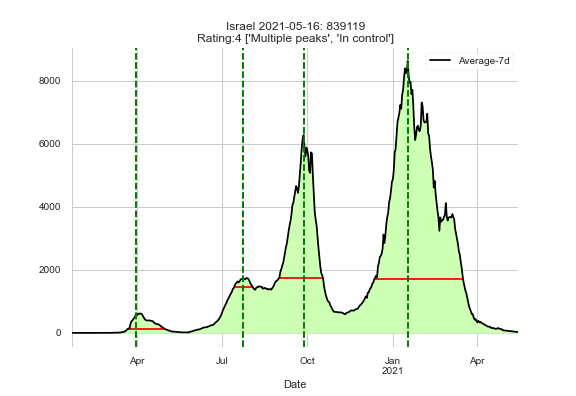 Israel 2021-05-16: 839119
Rating:4 ['Multiple peaks', 'In control']
Average-7d
8000
6000
4000
2000
0
Apr
Jul
Oct
Jan
2021
Apr
Date